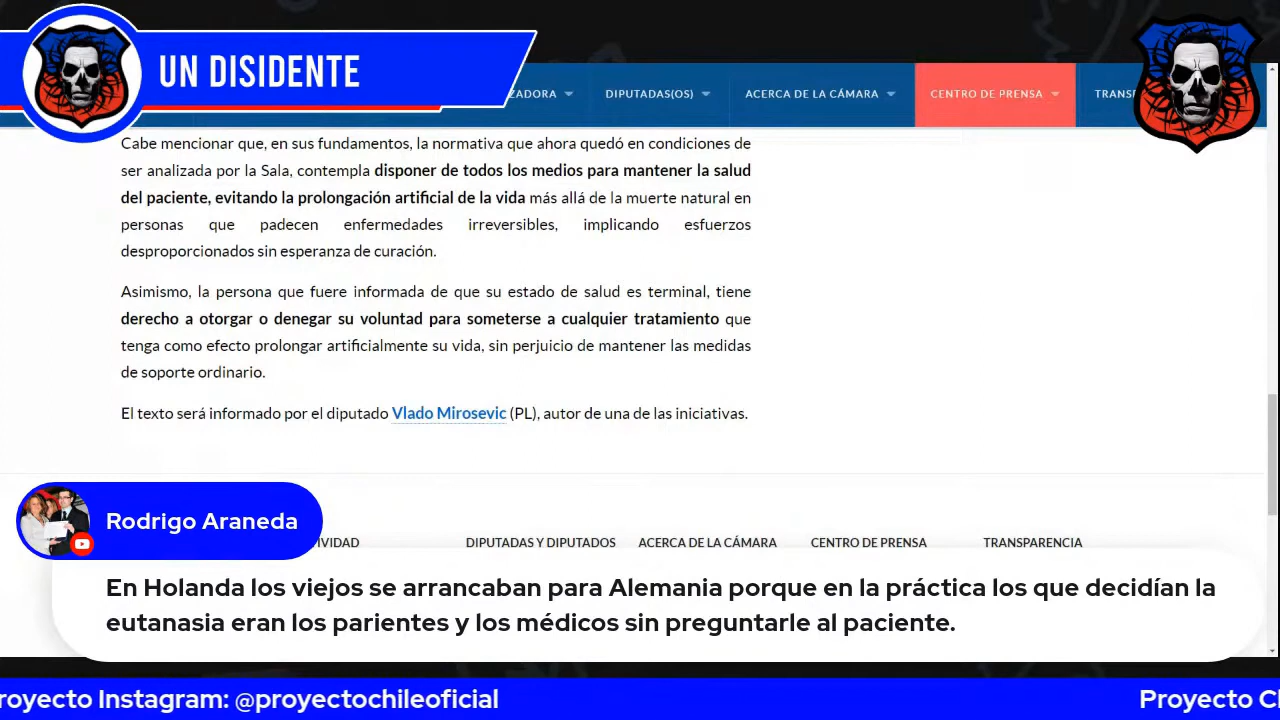 UN DISIDENTE
ZADORA
DIPUTADAS(OS)
ACERCA DE LA CÁMARA
CENTRO DE PRENSA
TRANSP
Cabe mencionar que, en sus fundamentos, la normativa que ahora quedó en condiciones de
ser analizada por la Sala, contempla disponer de todos los medios para mantener la salud
del paciente, evitando la prolongación artificial de la vida más allá de la muerte natural en
personas que padecen enfermedades irreversibles, implicando esfuerzos
desproporcionados sin esperanza de curación.
Asimismo, la persona que fuere informada de que su estado de salud es terminal, tiene
derecho a otorgar o denegar su voluntad para someterse a cualquier tratamiento que
tenga como efecto prolongar artificialmente su vida, sin perjuicio de mantener las medidas
de soporte ordinario.
El texto será informado por el diputado Vlado Mirosevic (PL), autor de una de las iniciativas.
Rodrigo Araneda
IVIDAD
DIPUTADAS Y DIPUTADOS
ACERCA DE LA CÁMARA
CENTRO DE PRENSA
TRANSPARENCIA
En Holanda los viejos se arrancaban para Alemania porque en la práctica los que decidían la
eutanasia eran los parientes y los médicos sin preguntarle al paciente.
royecto Instagram: @proyectochileoficial
Proyecto C